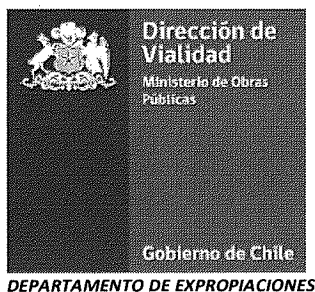 Dirección de
Vialidad
Ministerio de Obras
Públicas
Gobierno de Chile
DEPARTAMENTO DE EXPROPIACIONES